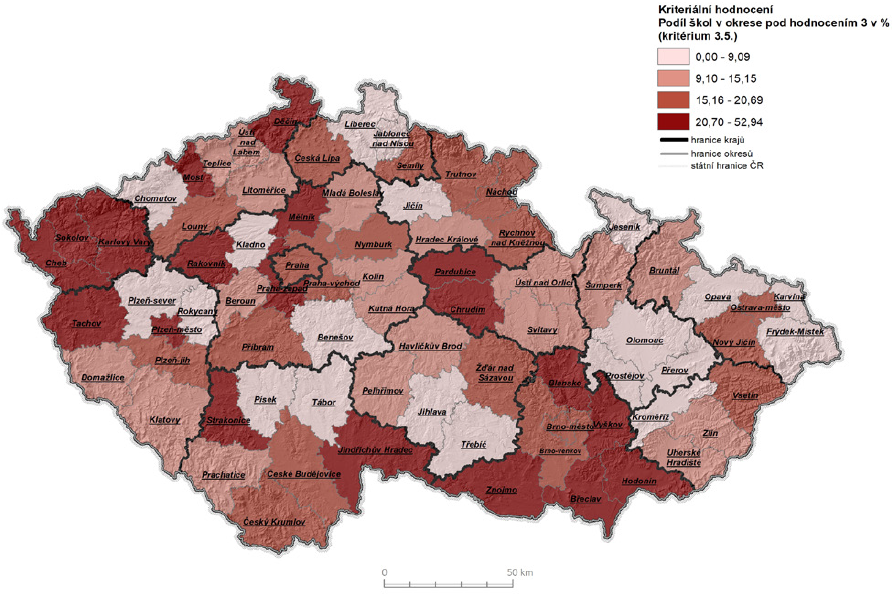 Kriteriální hodnocení
Podíl škol v okrese pod hodnocením 3 v %
(kritérium 3.5.)
0,00 - 9,09
9,10 - 15,15
15,16 - 20,69
20,70 - 52,94
hranice krajů
hranice okresů
státní hranice ČR
Děčín
Liberec
Jablonec
nad Nisou
Ústí
nad
Labem
Teplice
Most
Česká Lípa
Semily
Trutnov
Chomutov
Litoměřice
Mladá Boleslav
Náchod
Jičín
Louny
Mělník
Sokolov
Karlovy Vary
Cheb
Kladno
Nymburk
Hradec Králové
Rychnov
nad Kněžnou
Jeseník
Rakovník
Praha
Praha-západ
Praha-východ
Kolín
Pardubice
Ústí nad Orlicí
Šumperk
Bruntál
Opava
Karviná
Ostrava-město
Frýdek-Místek
Plzeň-sever
Rokycany
Beroun
Kutná Hora
Chrudim
Svitavy
Tachov
Plzeň-město
Benešov
Příbram
Havlíčkův Brod
Olomouc
Nový Jičín
Plzeň-jih
Žďár nad
Sázavou
Domažlice
Blansko
Prostějov
Přerov
Vsetín
Klatovy
Písek
Tábor
Pelhřimov
Jihlava
Strakonice
Kroměříž
Vyškov
Brno-město
Zlín
Třebíč
Brno-venkov
Uherské
Hradiště
Jindřichův Hradec
Prachatice
České Budějovice
Znojmo
Břeclav
Hodonín
Český Krumlov
0
50 km